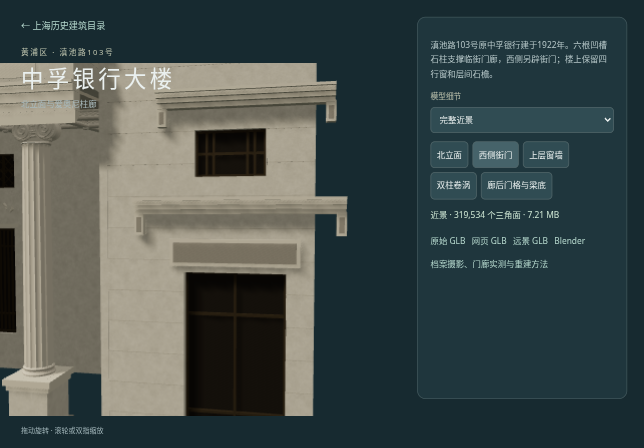 ← 上海历史建筑目录
黄浦区 · 滇池路103号
中孚银行大楼
滇池路103号原中孚银行建于1922年。六根凹槽
石柱支撑临街门廊，西侧另辟街门；楼上保留四
行窗和层间石檐。
模型细节
完整近景
北立面
西侧街门
上层窗墙
双柱卷涡
廊后门格与梁底
近景 · 319,534 个三角面 · 7.21 MB
原始 GLB 网页 GLB 远景 GLB Blender
档案摄影、门廊实测与重建方法
拖动旋转 · 滚轮或双指缩放